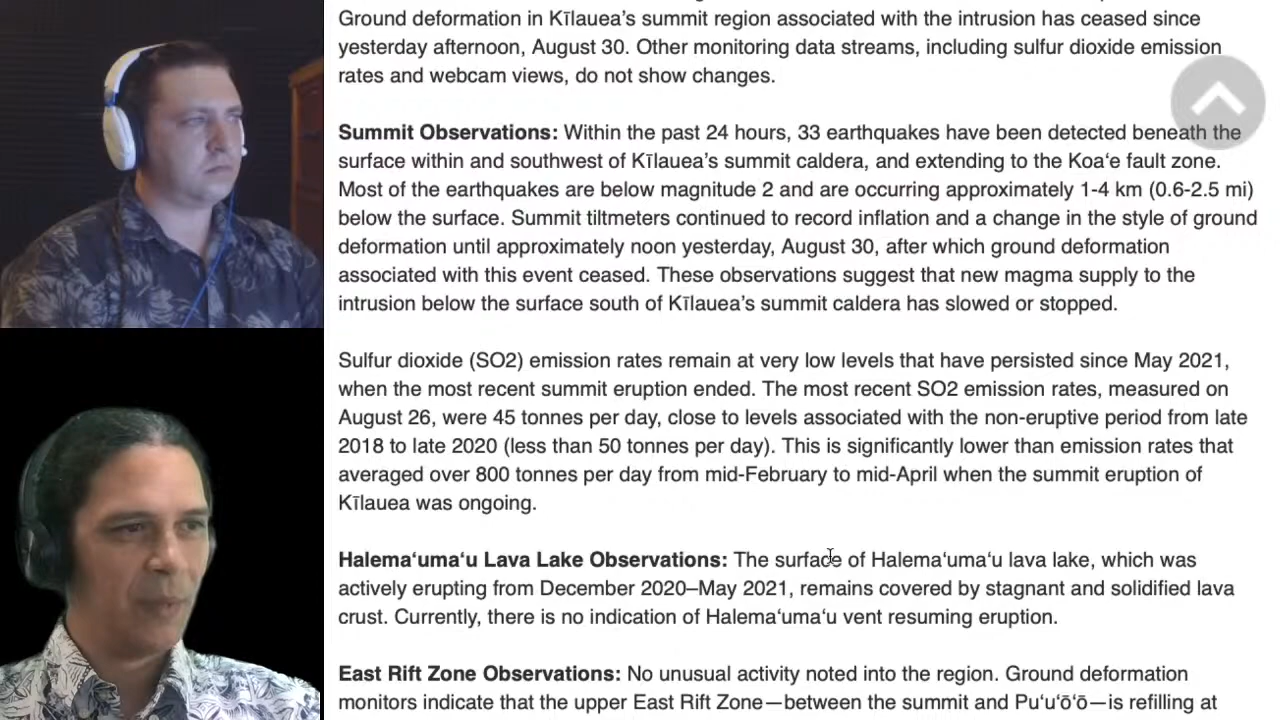 Ground deformation in Kīlauea’s summit region associated with the intrusion has ceased since
yesterday afternoon, August 30. Other monitoring data streams, including sulfur dioxide emission
rates and webcam views, do not show changes.
Summit Observations: Within the past 24 hours, 33 earthquakes have been detected beneath the
surface within and southwest of Kīlauea’s summit caldera, and extending to the Koa‘e fault zone.
Most of the earthquakes are below magnitude 2 and are occurring approximately 1-4 km (0.6-2.5 mi)
below the surface. Summit tiltmeters continued to record inflation and a change in the style of ground
deformation until approximately noon yesterday, August 30, after which ground deformation
associated with this event ceased. These observations suggest that new magma supply to the
intrusion below the surface south of Kīlauea’s summit caldera has slowed or stopped.
Sulfur dioxide (SO2) emission rates remain at very low levels that have persisted since May 2021,
when the most recent summit eruption ended. The most recent SO2 emission rates, measured on
August 26, were 45 tonnes per day, close to levels associated with the non-eruptive period from late
2018 to late 2020 (less than 50 tonnes per day). This is significantly lower than emission rates that
averaged over 800 tonnes per day from mid-February to mid-April when the summit eruption of
Kīlauea was ongoing.
Halema‘uma‘u Lava Lake Observations: The surface of Halema‘uma‘u lava lake, which was
actively erupting from December 2020–May 2021, remains covered by stagnant and solidified lava
crust. Currently, there is no indication of Halema‘uma‘u vent resuming eruption.
East Rift Zone Observations: No unusual activity noted into the region. Ground deformation
monitors indicate that the upper East Rift Zone—between the summit and Pu‘u‘ō‘ō—is refilling at